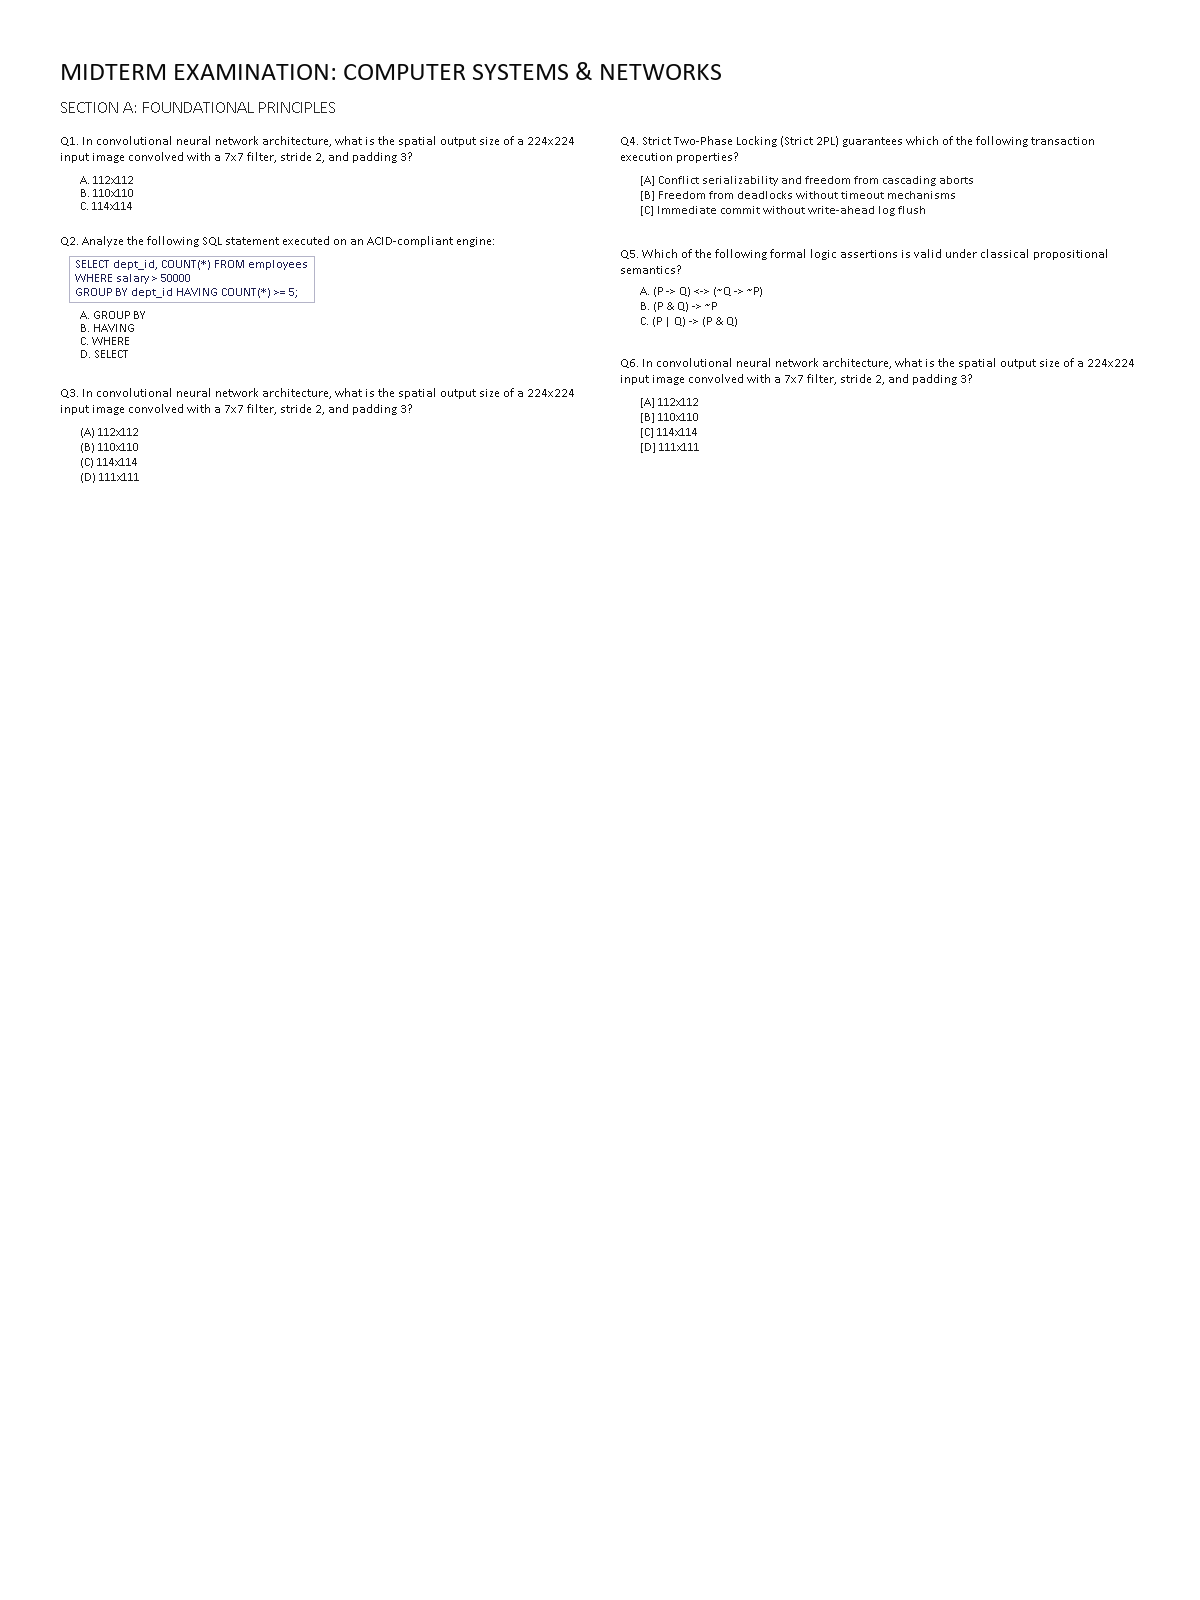 MIDTERM EXAMINATION: COMPUTER SYSTEMS & NETWORKS
SECTION A: FOUNDATIONAL PRINCIPLES
Q1. In convolutional neural network architecture, what is the spatial output size of a 224x224
input image convolved with a 7x7 filter, stride 2, and padding 3?
A. 112x112
B. 110x110
C. 114x114
Q2. Analyze the following SQL statement executed on an ACID-compliant engine:
SELECT dept_id, COUNT(*) FROM employees
WHERE salary > 50000
GROUP BY dept_id HAVING COUNT(*) >= 5;
A. GROUP BY
B. HAVING
C. WHERE
D. SELECT
Q3. In convolutional neural network architecture, what is the spatial output size of a 224x224
input image convolved with a 7x7 filter, stride 2, and padding 3?
(A) 112x112
(B) 110x110
(C) 114x114
(D) 111x111
Q4. Strict Two-Phase Locking (Strict 2PL) guarantees which of the following transaction
execution properties?
[A] Conflict serializability and freedom from cascading aborts
[B] Freedom from deadlocks without timeout mechanisms
[C] Immediate commit without write-ahead log flush
Q5. Which of the following formal logic assertions is valid under classical propositional
semantics?
A. (P -> Q) <-> (~Q -> ~P)
B. (P & Q) -> ~P
C. (P | Q) -> (P & Q)
Q6. In convolutional neural network architecture, what is the spatial output size of a 224x224
input image convolved with a 7x7 filter, stride 2, and padding 3?
[A] 112x112
[B] 110x110
[C] 114x114
[D] 111x111